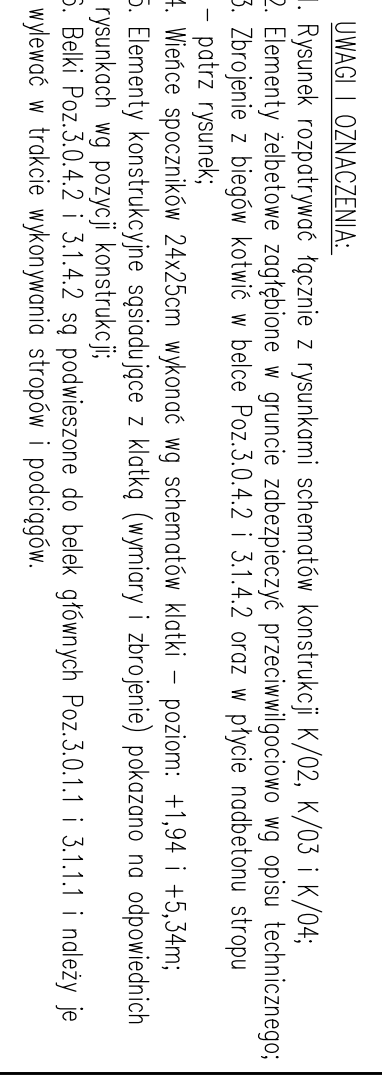 UWAGI I OZNACZENIA:
1. Rysunek rozpatrywać łącznie z rysunkami schematów konstrukcji K/02, K/03 i K/04;
2. Elementy żelbetowe zagłębione w gruncie zabezpieczyć przeciwwilgociowo wg opisu technicznego;
3. Zbrojenie z biegów kotwić w belce Poz.3.0.4.2 i 3.1.4.2 oraz w płycie nadbetonu stropu
– patrz rysunek;
4. Wieńce spoczników 24x25cm wykonać wg schematów klatki – poziom: +1,94 i +5,34m;
5. Elementy konstrukcyjne sąsiadujące z klatką (wymiary i zbrojenie) pokazano na odpowiednich
rysunkach wg pozycji konstrukcji;
6. Belki Poz.3.0.4.2 i 3.1.4.2 są podwieszone do belek głównych Poz.3.0.1.1 i 3.1.1.1 i należy je
wylewać w trakcie wykonywania stropów i podciągów.